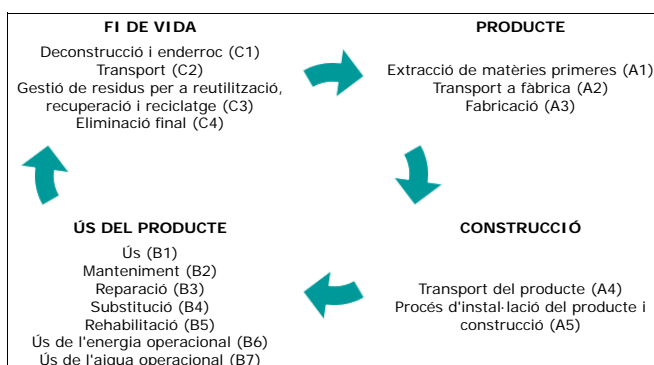 FI DE VIDA
Deconstrucció i enderroc (C1)
Transport (C2)
Gestió de residus per a reutilització,
recuperació i reciclatge (C3)
Eliminació final (C4)
PRODUCTE
Extracció de matèries primeres (A1)
Transport a fàbrica (A2)
Fabricació (A3)
ÚS DEL PRODUCTE
Ús (B1)
Manteniment (B2)
Reparació (B3)
Substitució (B4)
Rehabilitació (B5)
Ús de l'energia operacional (B6)
Ús de l'aigua operacional (B7)
CONSTRUCCIÓ
Transport del producte (A4)
Procés d'instal·lació del producte i
construcció (A5)